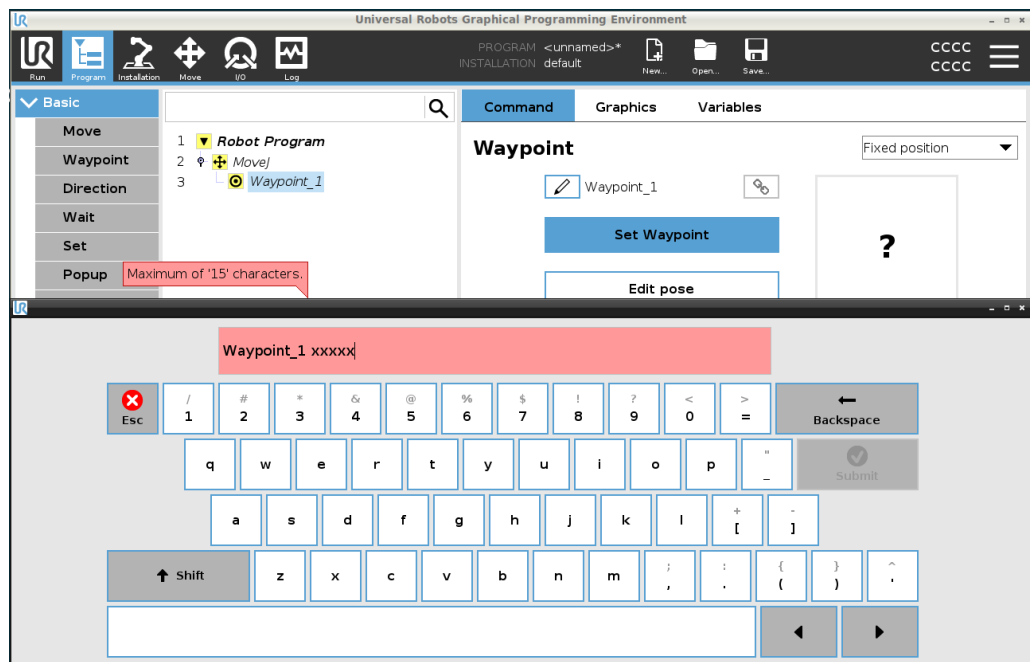 UR Universal Robots Graphical Programming Environment
PROGRAM <unnamed>*
INSTALLATION default
CCCC
CCCC
UR
Run Program Installation Move I/O Log New... Open... Save...
Basic
Move
Waypoint
Direction
Wait
Set
Popup
1 Robot Program
2 MoveJ
3 Waypoint_1
Command Graphics Variables
Waypoint Fixed position
Waypoint_1
Set Waypoint
?
Edit pose
Maximum of '15' characters.
UR
Waypoint_1 xxxxx
/ # * & @ % $ ! ? < >
Esc 1 2 3 4 5 6 7 8 9 0 = Backspace
"
q w e r t y u i o p _ Submit
+ -
a s d f g h j k l [ ]
; : { } ^
Shift z x c v b n m , . ( ) '